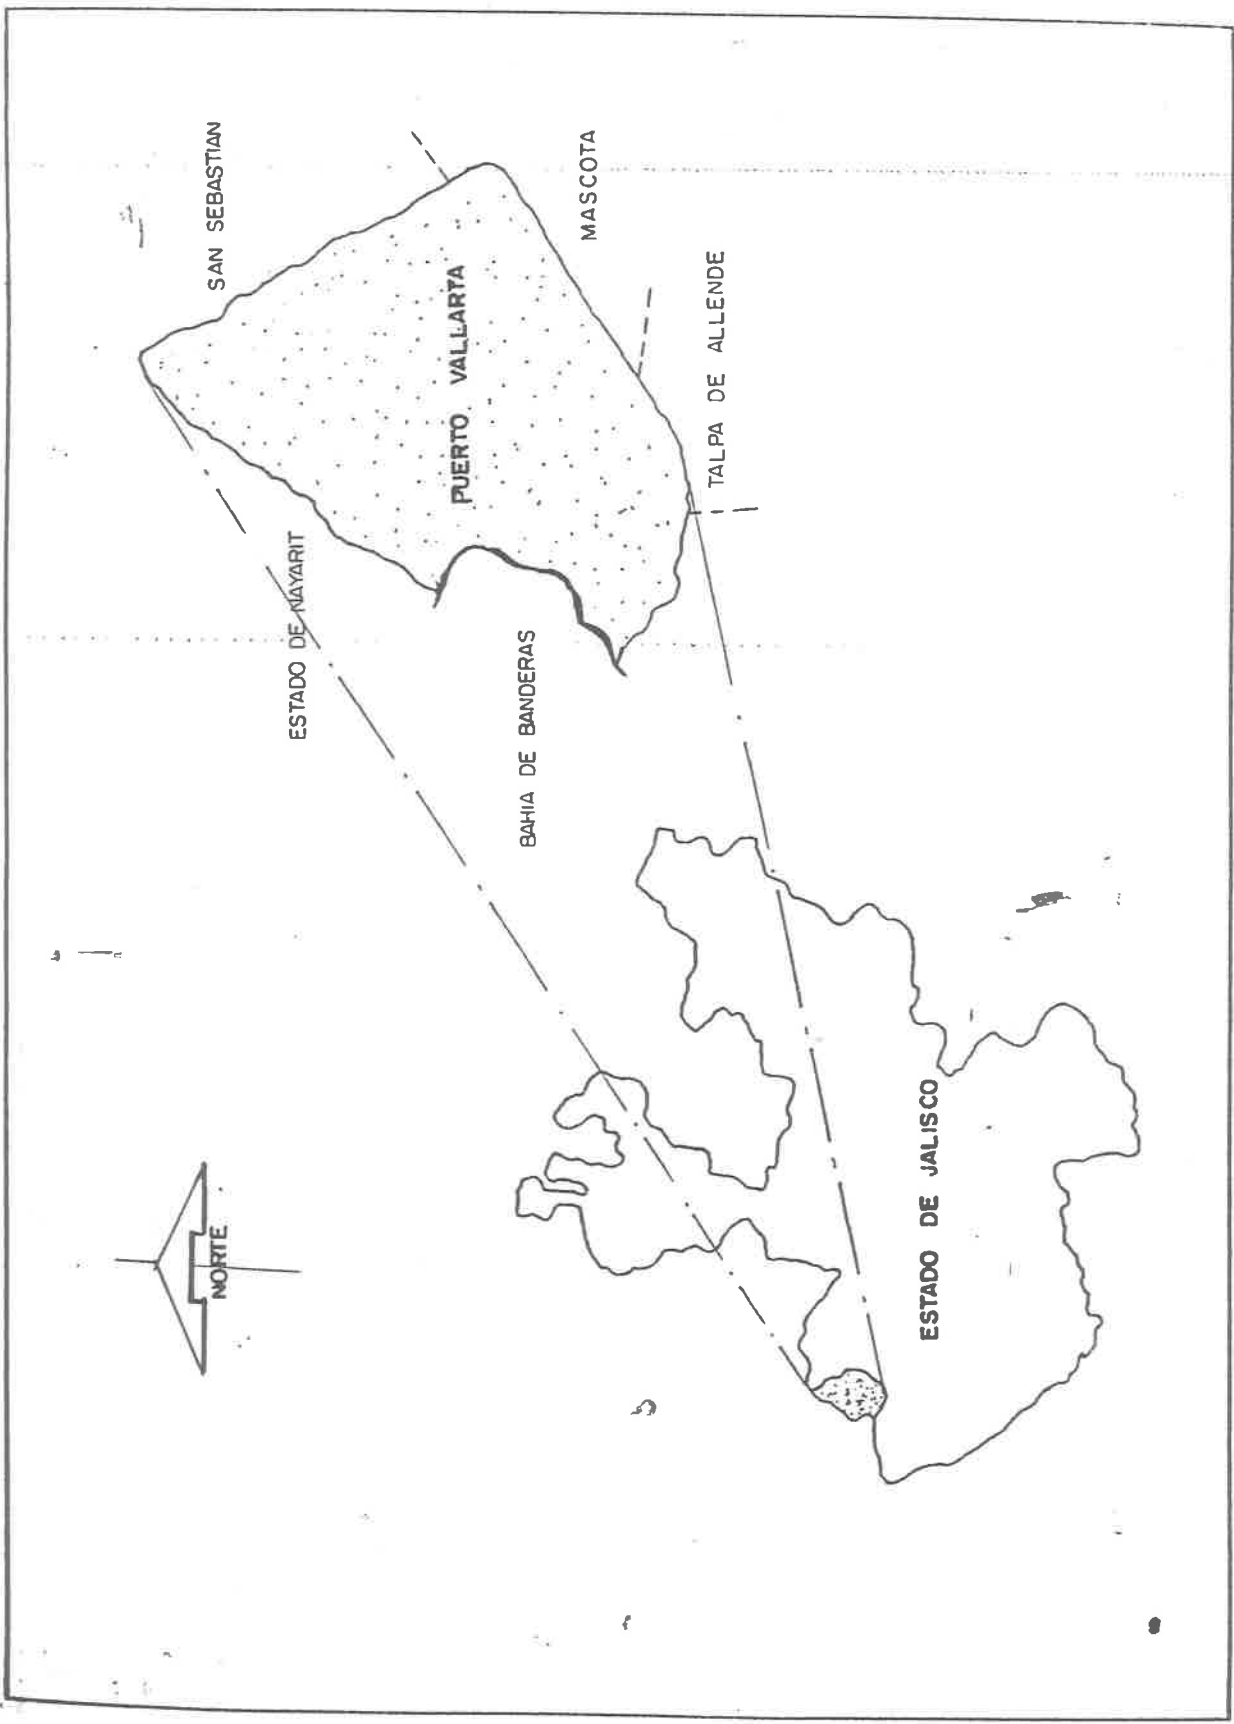 SAN SEBASTIAN
MASCOTA
PUERTO VALLARTA
TALPA DE ALLENDE
ESTADO DE NAYARIT
BAHIA DE BANDERAS
NORTE
ESTADO DE JALISCO